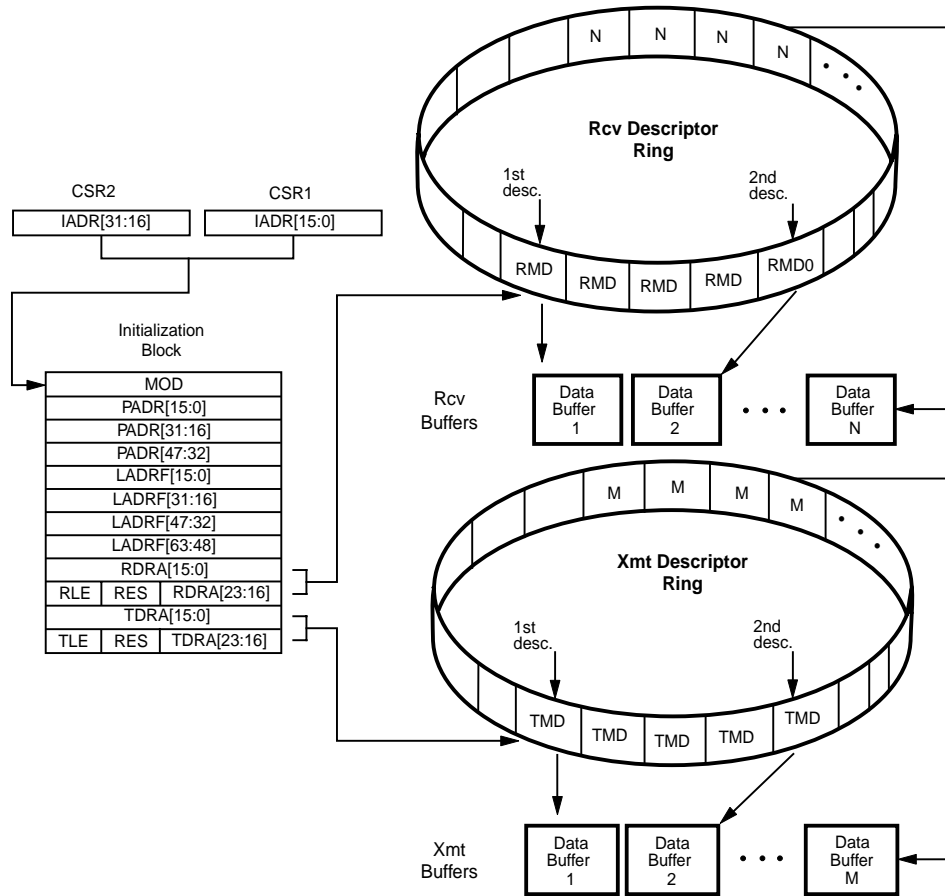 N N N N
Rcv Descriptor
Ring
1st
desc.
2nd
desc.
RMD RMD RMD RMD RMD0
CSR2
CSR1
IADR[31:16]
IADR[15:0]
Initialization
Block
MOD
PADR[15:0]
PADR[31:16]
PADR[47:32]
LADRF[15:0]
LADRF[31:16]
LADRF[47:32]
LADRF[63:48]
RDRA[15:0]
RLE RES RDRA[23:16]
TDRA[15:0]
TLE RES TDRA[23:16]
Rcv
Buffers
Data
Buffer
1
Data
Buffer
2
• • •
Data
Buffer
N
M M M M
Xmt Descriptor
Ring
1st
desc.
2nd
desc.
TMD TMD TMD TMD TMD
Xmt
Buffers
Data
Buffer
1
Data
Buffer
2
• • •
Data
Buffer
M